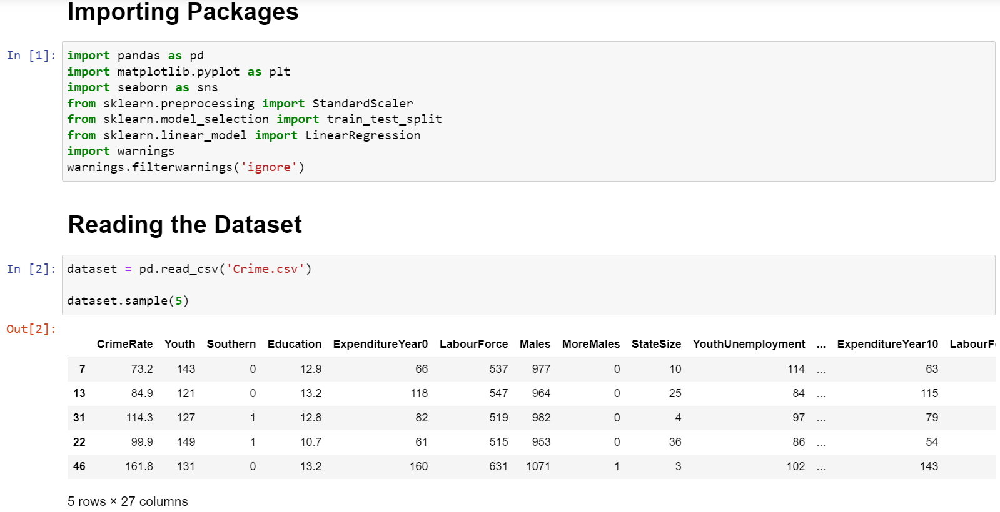 Importing Packages
In [1]:
import pandas as pd
import matplotlib.pyplot as plt
import seaborn as sns
from sklearn.preprocessing import StandardScaler
from sklearn.model_selection import train_test_split
from sklearn.linear_model import LinearRegression
import warnings
warnings.filterwarnings('ignore')
Reading the Dataset
In [2]:
dataset = pd.read_csv('Crime.csv')
dataset.sample(5)
Out[2]:
CrimeRate Youth Southern Education ExpenditureYear0 LabourForce Males MoreMales StateSize YouthUnemployment ... ExpenditureYear10 LabourF
7 73.2 143 0 12.9 66 537 977 0 10 114 ... 63
13 84.9 121 0 13.2 118 547 964 0 25 84 ... 115
31 114.3 127 1 12.8 82 519 982 0 4 97 ... 79
22 99.9 149 1 10.7 61 515 953 0 36 86 ... 54
46 161.8 131 0 13.2 160 631 1071 1 3 102 ... 143
5 rows × 27 columns